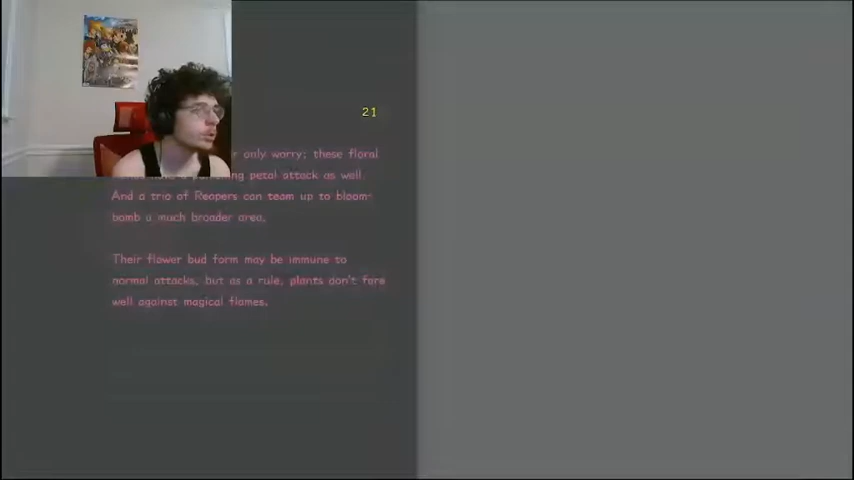 21
only worry; these floral
petal attack as well.
And a trio of Reapers can team up to bloom-
bomb a much broader area.
Their flower bud form may be immune to
normal attacks, but as a rule, plants don't fare
well against magical flames.